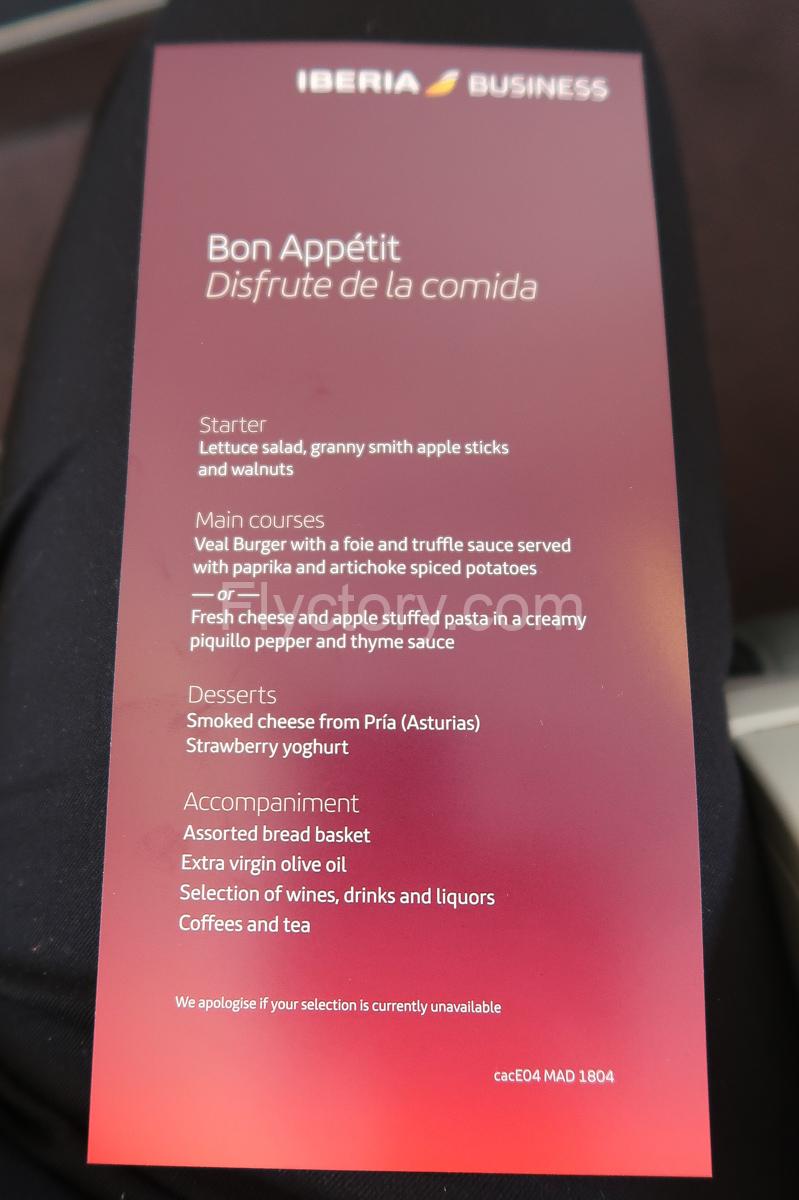 IBERIA BUSINESS
Bon Appétit
Disfrute de la comida
Starter
Lettuce salad, granny smith apple sticks
and walnuts
Main courses
Veal Burger with a foie and truffle sauce served
with paprika and artichoke spiced potatoes
— or —
Flyctory.com
Fresh cheese and apple stuffed pasta in a creamy
piquillo pepper and thyme sauce
Desserts
Smoked cheese from Pría (Asturias)
Strawberry yoghurt
Accompaniment
Assorted bread basket
Extra virgin olive oil
Selection of wines, drinks and liquors
Coffees and tea
We apologise if your selection is currently unavailable
cacE04 MAD 1804